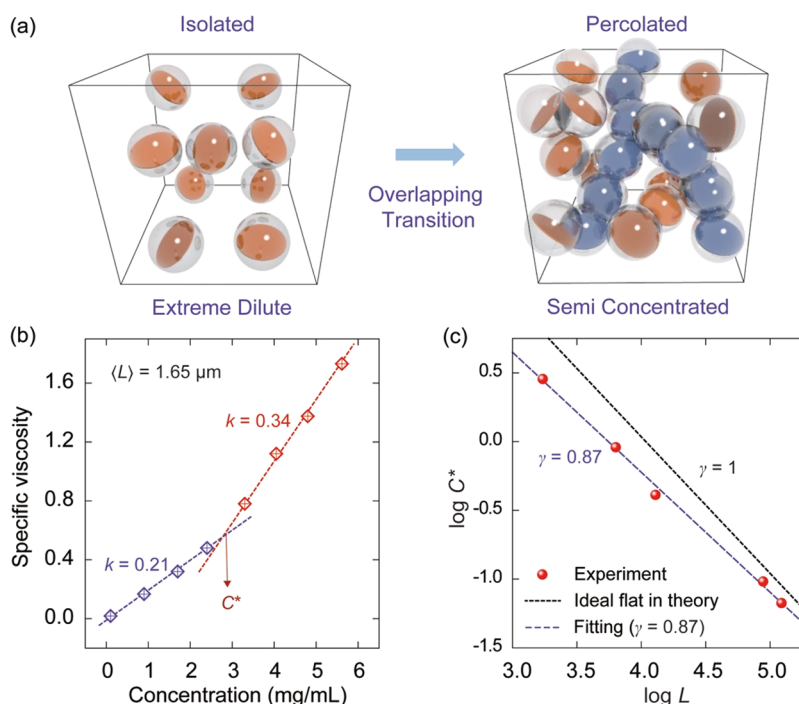 (a)
Isolated
Percolated
Overlapping
Transition
Extreme Dilute
Semi Concentrated
(b)
⟨L⟩ = 1.65 μm
k = 0.34
k = 0.21
C*
1.6
1.2
0.8
0.4
0.0
Specific viscosity
0 1 2 3 4 5 6
Concentration (mg/mL)
(c)
γ = 0.87
γ = 1
Experiment
Ideal flat in theory
Fitting (γ = 0.87)
0.5
0.0
-0.5
-1.0
-1.5
log C*
3.0 3.5 4.0 4.5 5.0
log L